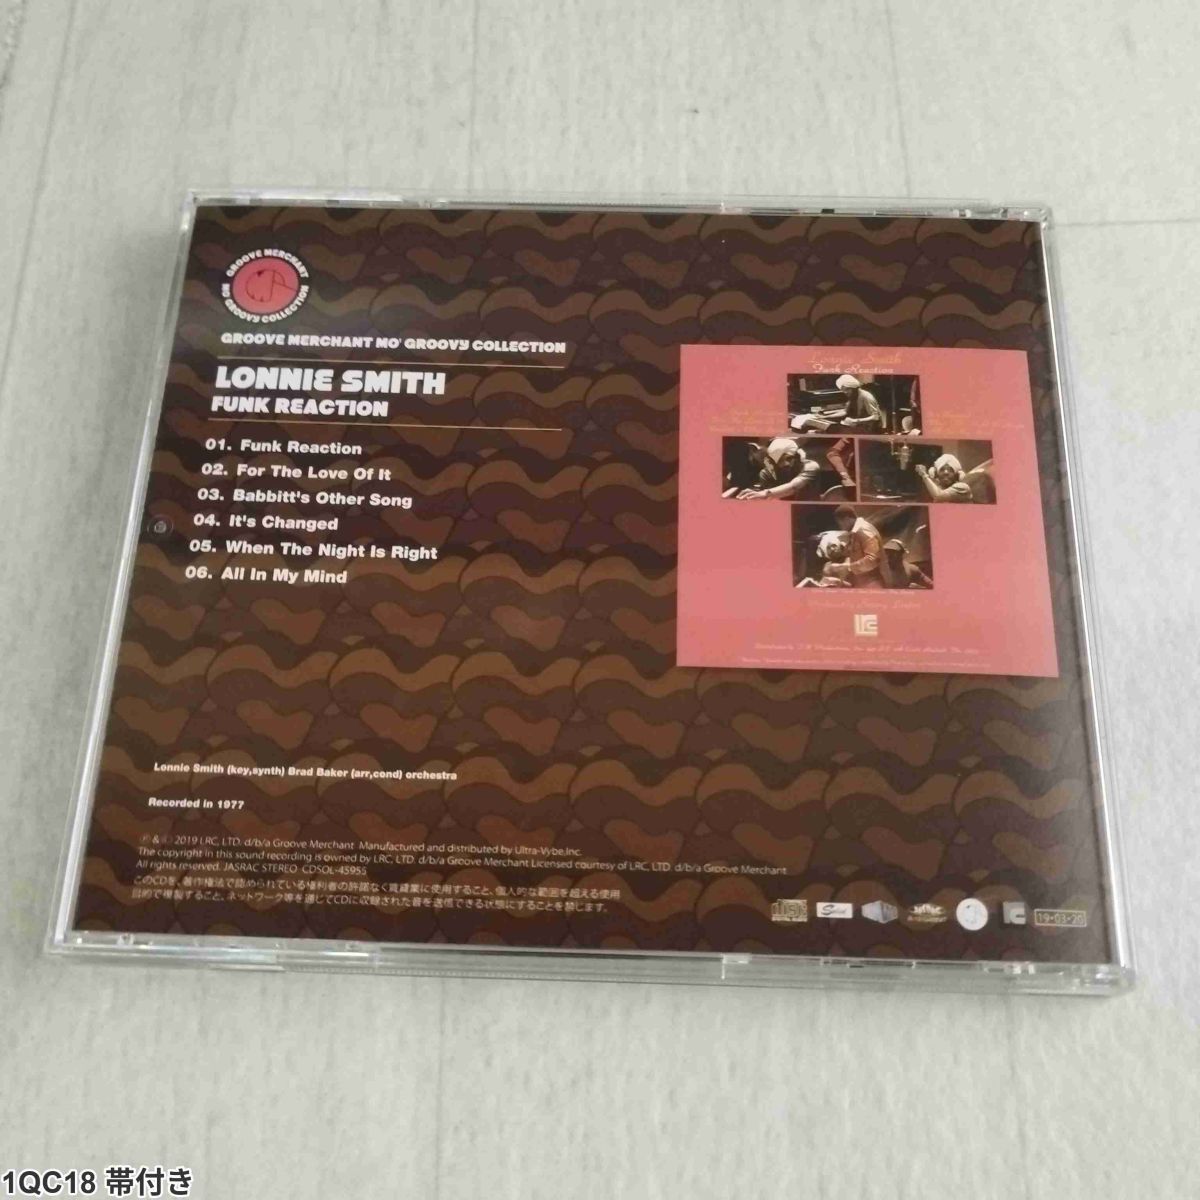 GROOVE MERCHANT
MO' GROOVY COLLECTION
GROOVE MERCHANT MO' GROOVY COLLECTION
LONNIE SMITH
FUNK REACTION
01. Funk Reaction
02. For The Love Of It
03. Babbitt's Other Song
04. It's Changed
05. When The Night Is Right
06. All In My Mind
Lonnie Smith
Funk Reaction
Lonnie Smith (key,synth) Brad Baker (arr,cond) orchestra
Recorded in 1977
Ⓟ & Ⓒ 2019 LRC, LTD. d/b/a Groove Merchant Manufactured and distributed by Ultra-Vybe,Inc.
The copyright in this sound recording is owned by LRC, LTD. d/b/a Groove Merchant Licensed courtesy of LRC, LTD. d/b/a Groove Merchant
All rights reserved. JASRAC STEREO CDSOL-45955
このCDを、著作権法で認められている権利者の許諾なく賃貸業に使用すること、個人的な範囲を超える使用
目的で複製すること、ネットワーク等を通じてCDに収録された音を送信できる状態にすることを禁じます。
19・03・20
1QC18 帯付き